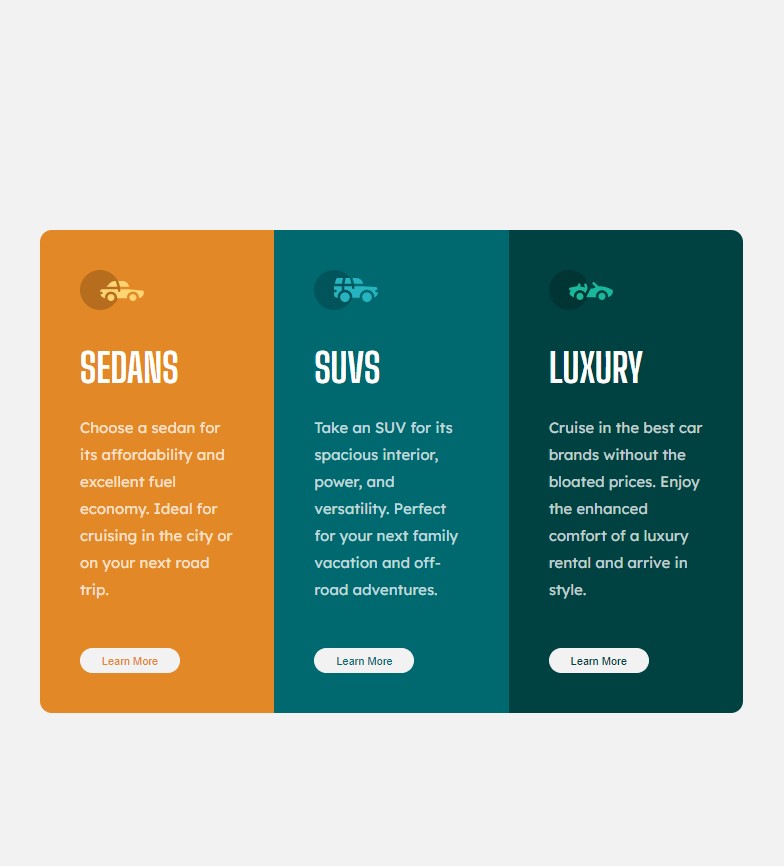 SEDANS
Choose a sedan for
its affordability and
excellent fuel
economy. Ideal for
cruising in the city or
on your next road
trip.
Learn More
SUVS
Take an SUV for its
spacious interior,
power, and
versatility. Perfect
for your next family
vacation and off-
road adventures.
Learn More
LUXURY
Cruise in the best car
brands without the
bloated prices. Enjoy
the enhanced
comfort of a luxury
rental and arrive in
style.
Learn More